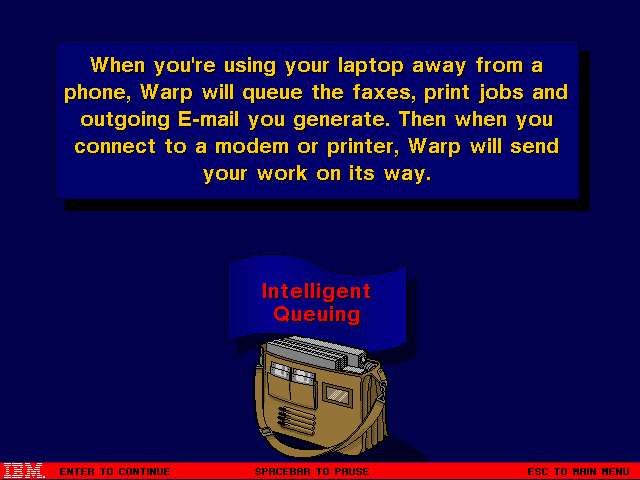 When you're using your laptop away from a
phone, Warp will queue the faxes, print jobs and
outgoing E-mail you generate. Then when you
connect to a modem or printer, Warp will send
your work on its way.
Intelligent
Queuing
IBM. ENTER TO CONTINUE SPACEBAR TO PAUSE ESC TO MAIN MENU